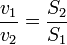 v₁/v₂ = S₂/S₁